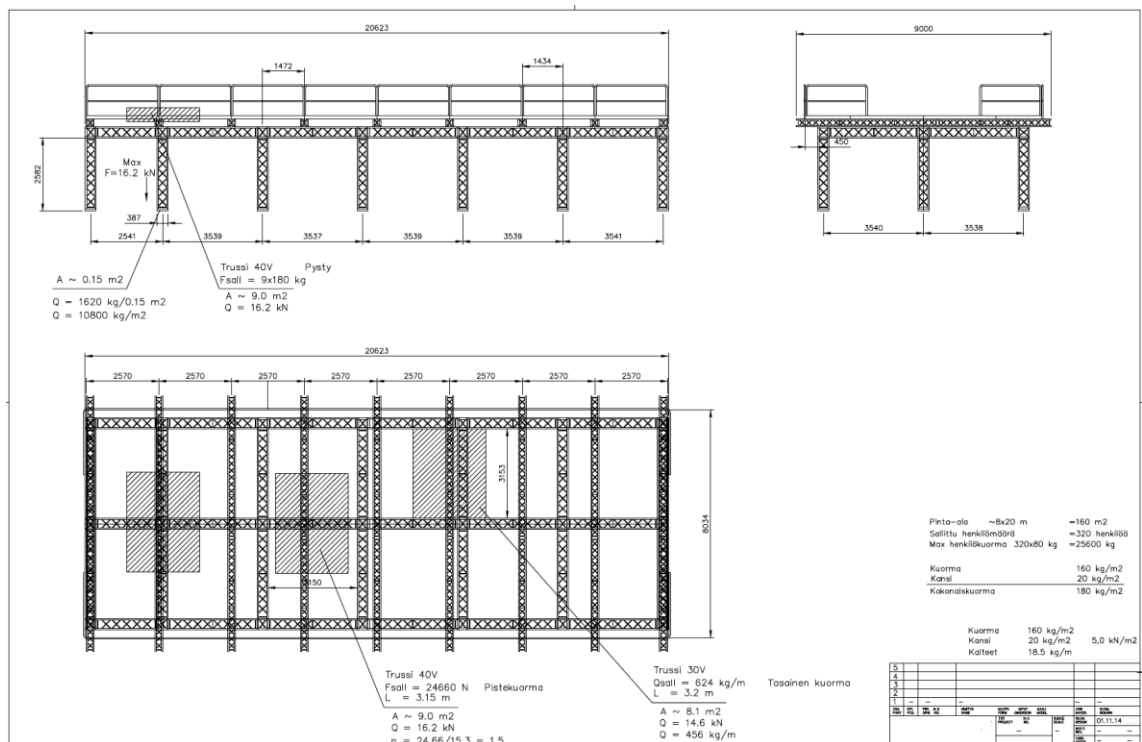 20623
9000
1472
1434
450
2582
Max
F=16.2 kN
387
2541
3539
3537
3539
3539
3541
3540
3538
A ~ 0.15 m2
Q = 1620 kg/0.15 m2
Q = 10800 kg/m2
Trussi 40V Pysty
Fsall = 9x180 kg
A ~ 9.0 m2
Q = 16.2 kN
20623
2570
2570
2570
2570
2570
2570
2570
2570
3153
8034
3150
Pinta-ala ~8x20 m =160 m2
Sallittu henkilömäärä =320 henkilöä
Max henkilökuorma 320x80 kg =25600 kg
Kuorma 160 kg/m2
Kansi 20 kg/m2
Kokonaiskuorma 180 kg/m2
Kuorma 160 kg/m2
Kansi 20 kg/m2 5,0 kN/m2
Kaiteet 18.5 kg/m
Trussi 40V
Fsall = 24660 N Pistekuorma
L = 3.15 m
A ~ 9.0 m2
Q = 16.2 kN
n = 24.66/15.3 = 1.5
Trussi 30V
Qsall = 624 kg/m Tasainen kuorma
L = 3.2 m
A ~ 8.1 m2
Q = 14.6 kN
Q = 456 kg/m
5
4
3
2
1
01.11.14